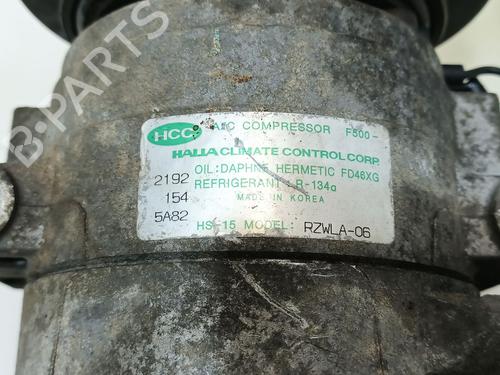 HCC A/C COMPRESSOR F500-
HALLA CLIMATE CONTROL CORP.
OIL:DAPHNE HERMETIC FD46XG
2192 REFRIGERANT : R-134a
154 MADE IN KOREA
5A82
HS-15 MODEL: RZWLA-06
B-PARTS